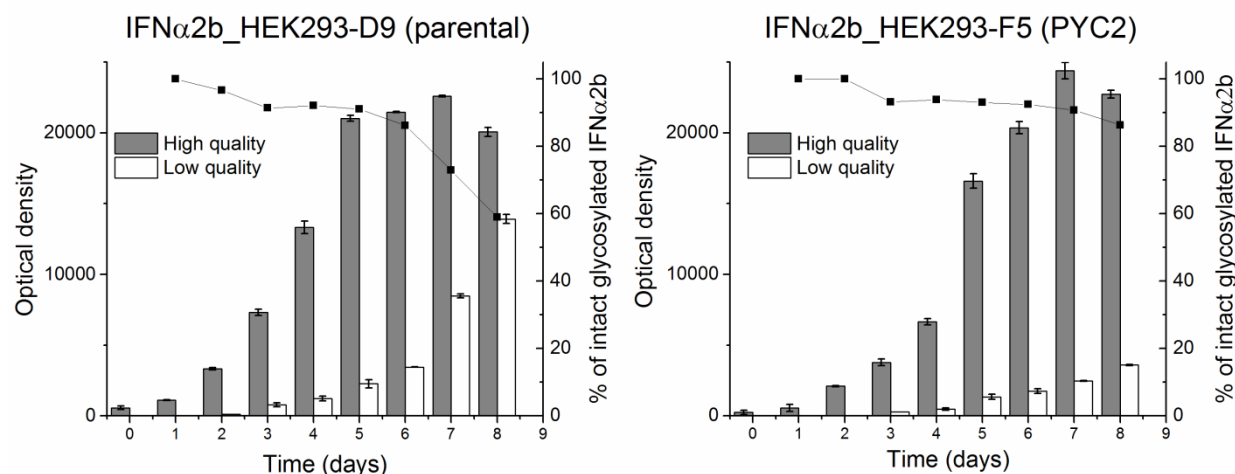 IFNα2b_HEK293-D9 (parental)
Optical density
20000
10000
0
High quality
Low quality
100
80
60
40
20
0
% of intact glycosylated IFNα2b
0 1 2 3 4 5 6 7 8 9
Time (days)
IFNα2b_HEK293-F5 (PYC2)
Optical density
20000
10000
0
High quality
Low quality
100
80
60
40
20
0
% of intact glycosylated IFNα2b
0 1 2 3 4 5 6 7 8 9
Time (days)